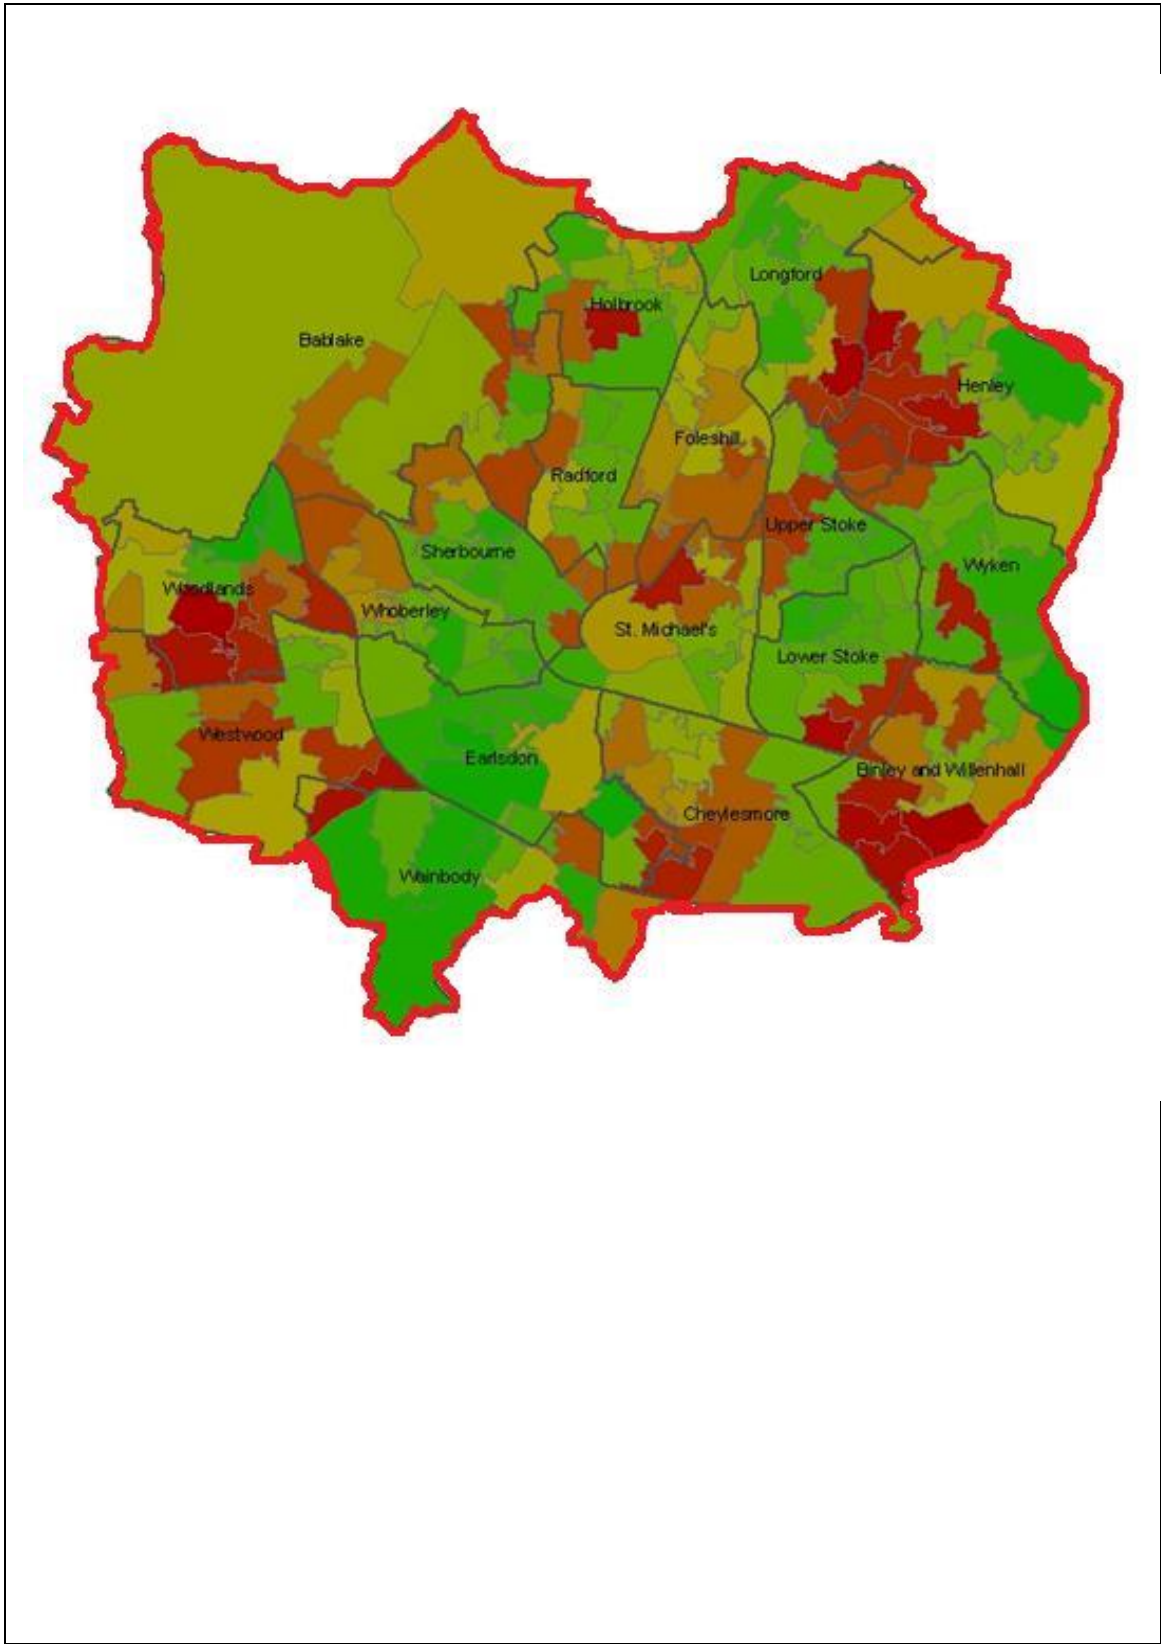 Longford
Holbrook
Bablake
Henley
Foleshill
Radford
Upper Stoke
Sherbourne
Wyken
Woodlands
Whoberley
St. Michael's
Lower Stoke
Westwood
Earlsdon
Binley and Willenhall
Cheylesmore
Wainbody